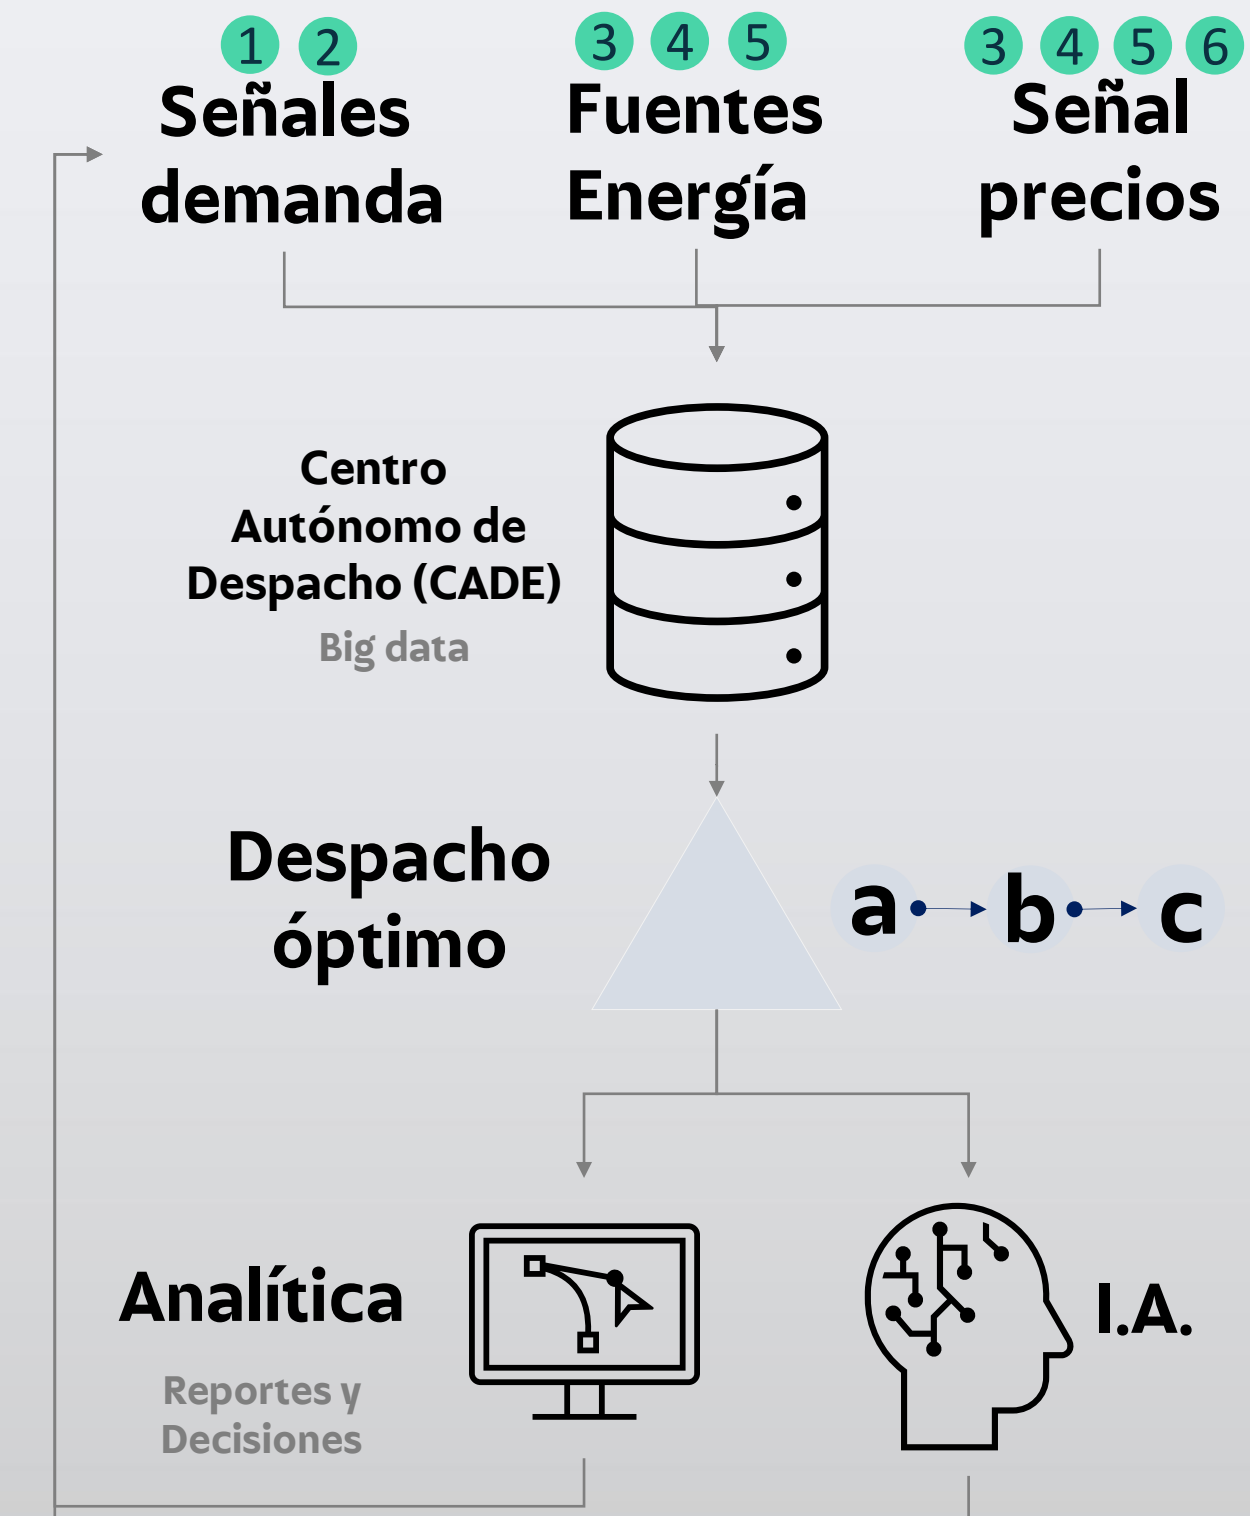 1 2
Señales
demanda
3 4 5
Fuentes
Energía
3 4 5 6
Señal
precios
Centro
Autónomo de
Despacho (CADE)
Big data
Despacho
óptimo
a b c
Analítica
Reportes y
Decisiones
I.A.